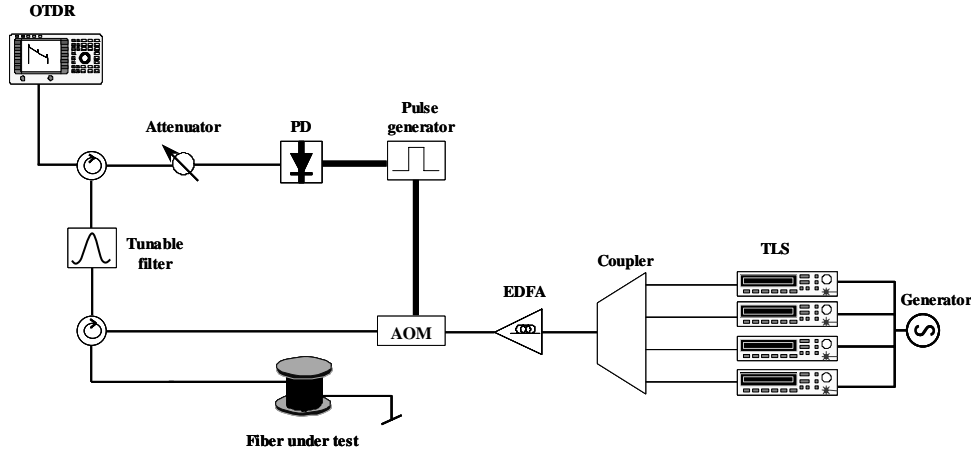 OTDR
Attenuator
PD
Pulse
generator
Tunable
filter
AOM
EDFA
Coupler
TLS
Generator
S
Fiber under test